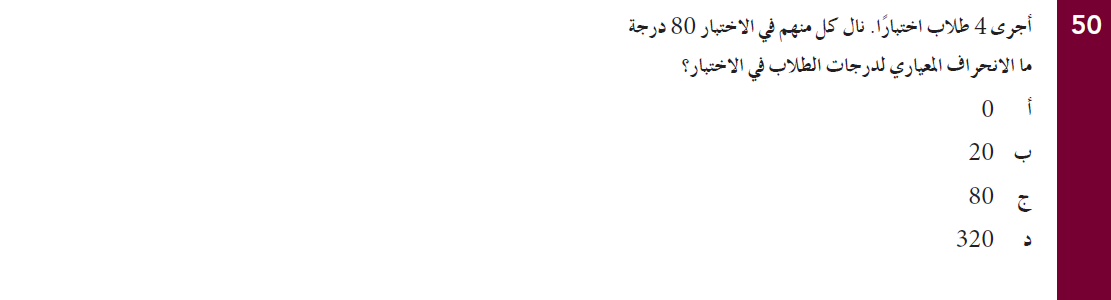 50
أجرى 4 طلاب اختبارًا. نال كل منهم في الاختبار 80 درجة
ما الانحراف المعياري لدرجات الطلاب في الاختبار؟
أ 0
ب 20
ج 80
د 320